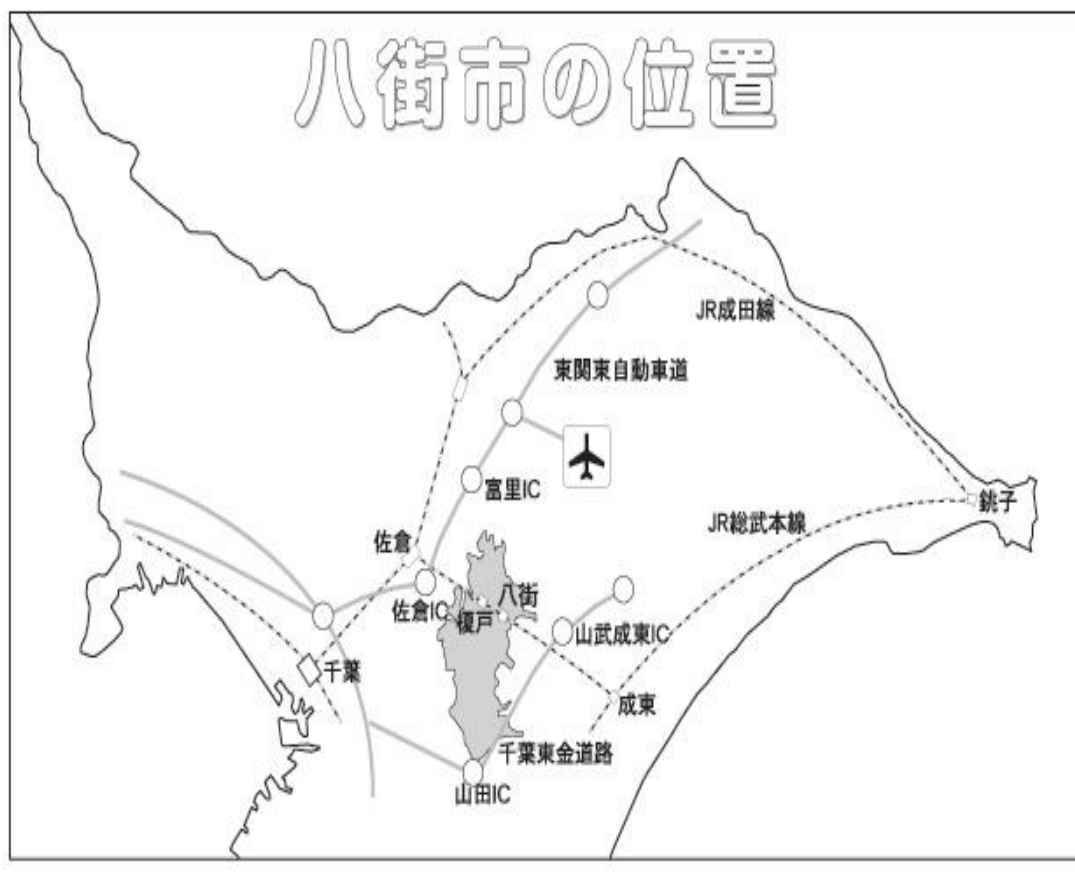 八街市の位置
JR成田線
東関東自動車道
富里IC
銚子
JR総武本線
佐倉
佐倉IC
八街
榎戸
山武成東IC
千葉
成東
千葉東金道路
山田IC